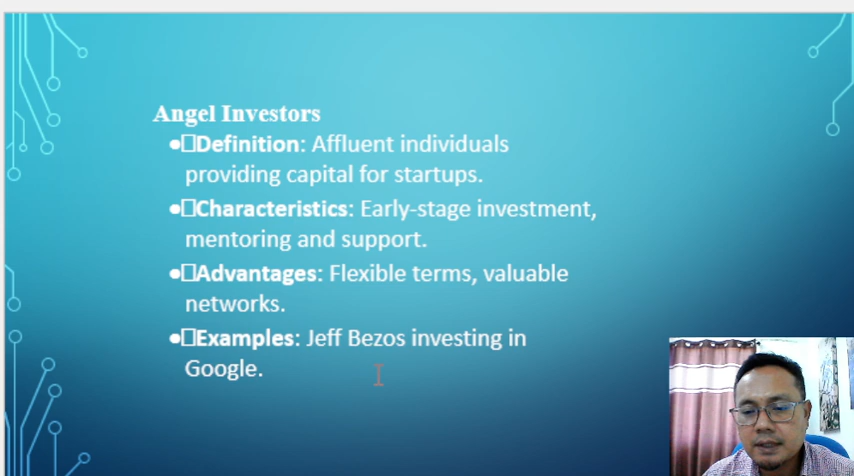 Angel Investors
•Definition: Affluent individuals
providing capital for startups.
•Characteristics: Early-stage investment,
mentoring and support.
•Advantages: Flexible terms, valuable
networks.
•Examples: Jeff Bezos investing in
Google.